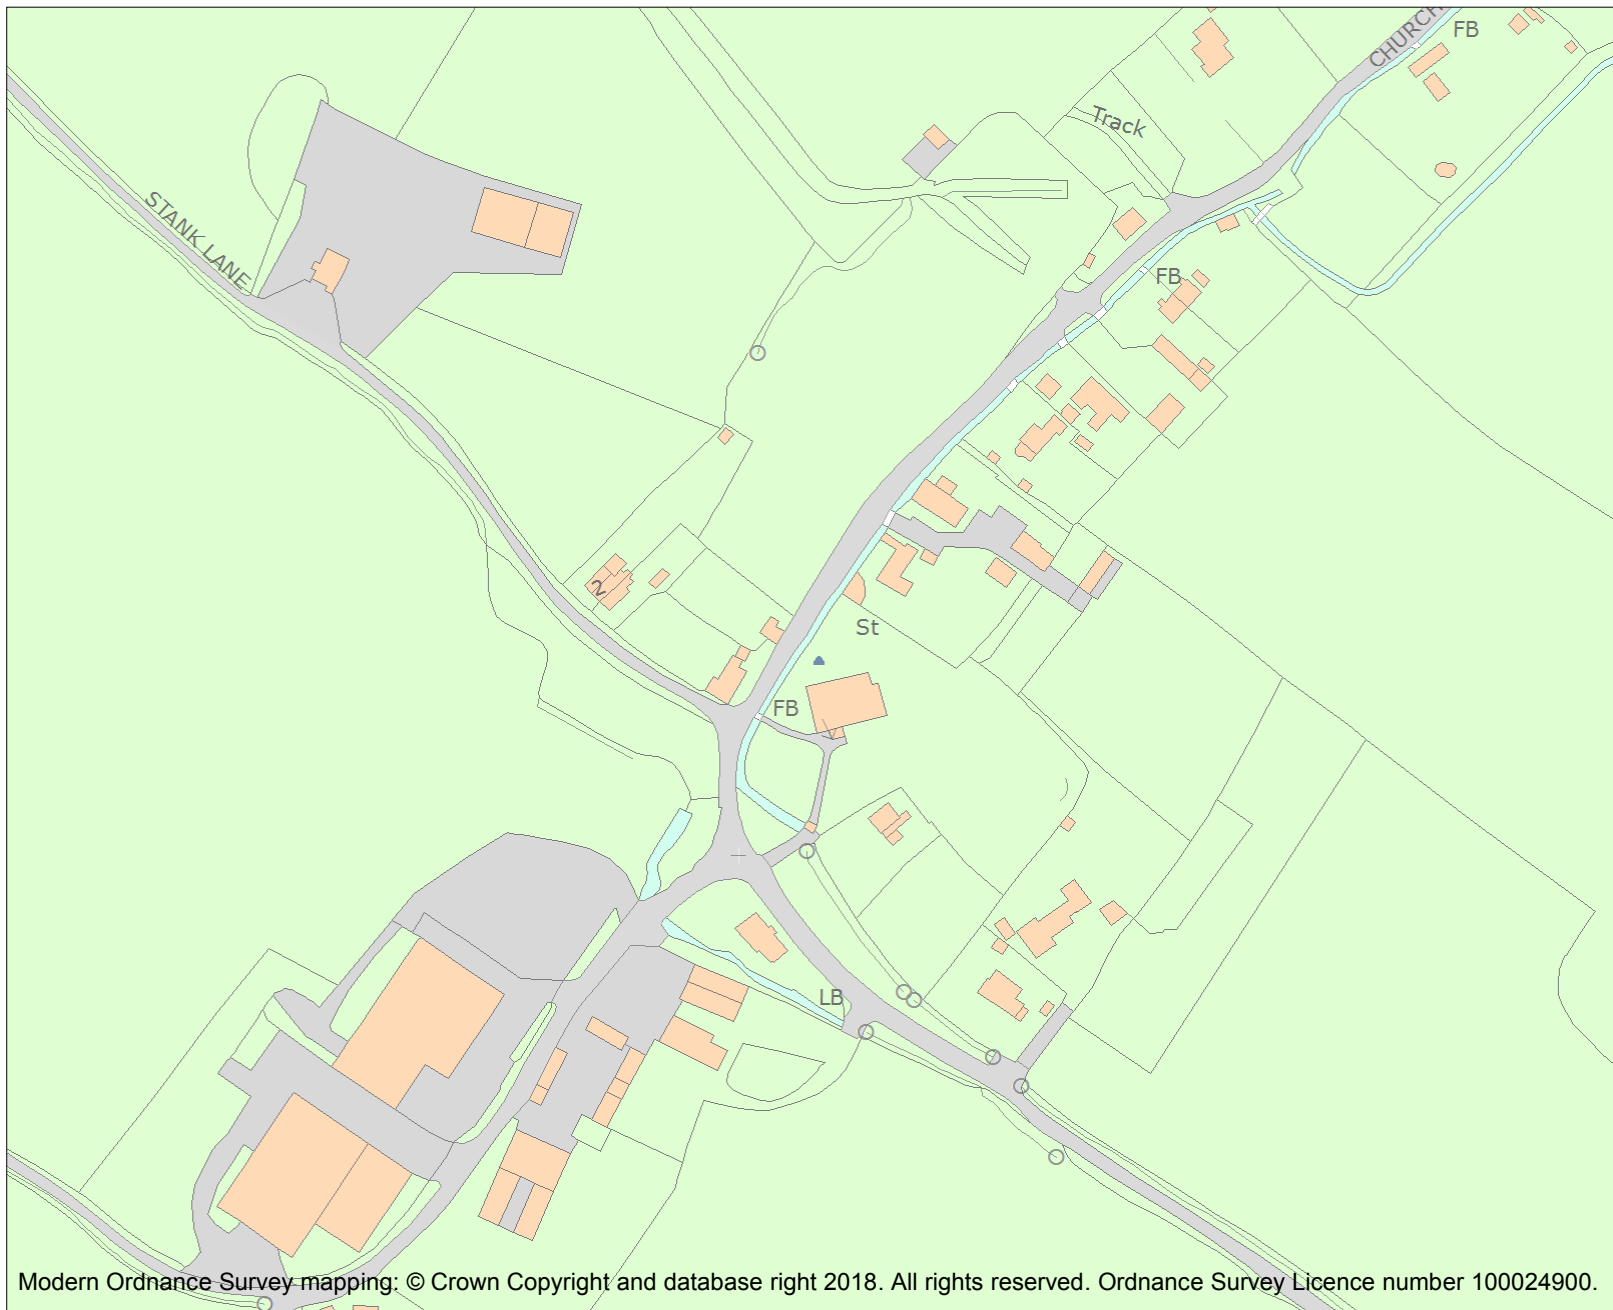 CHURCH
FB
Track
STANK LANE
FB
2
St
FB
LB
Modern Ordnance Survey mapping: © Crown Copyright and database right 2018. All rights reserved. Ordnance Survey Licence number 100024900.